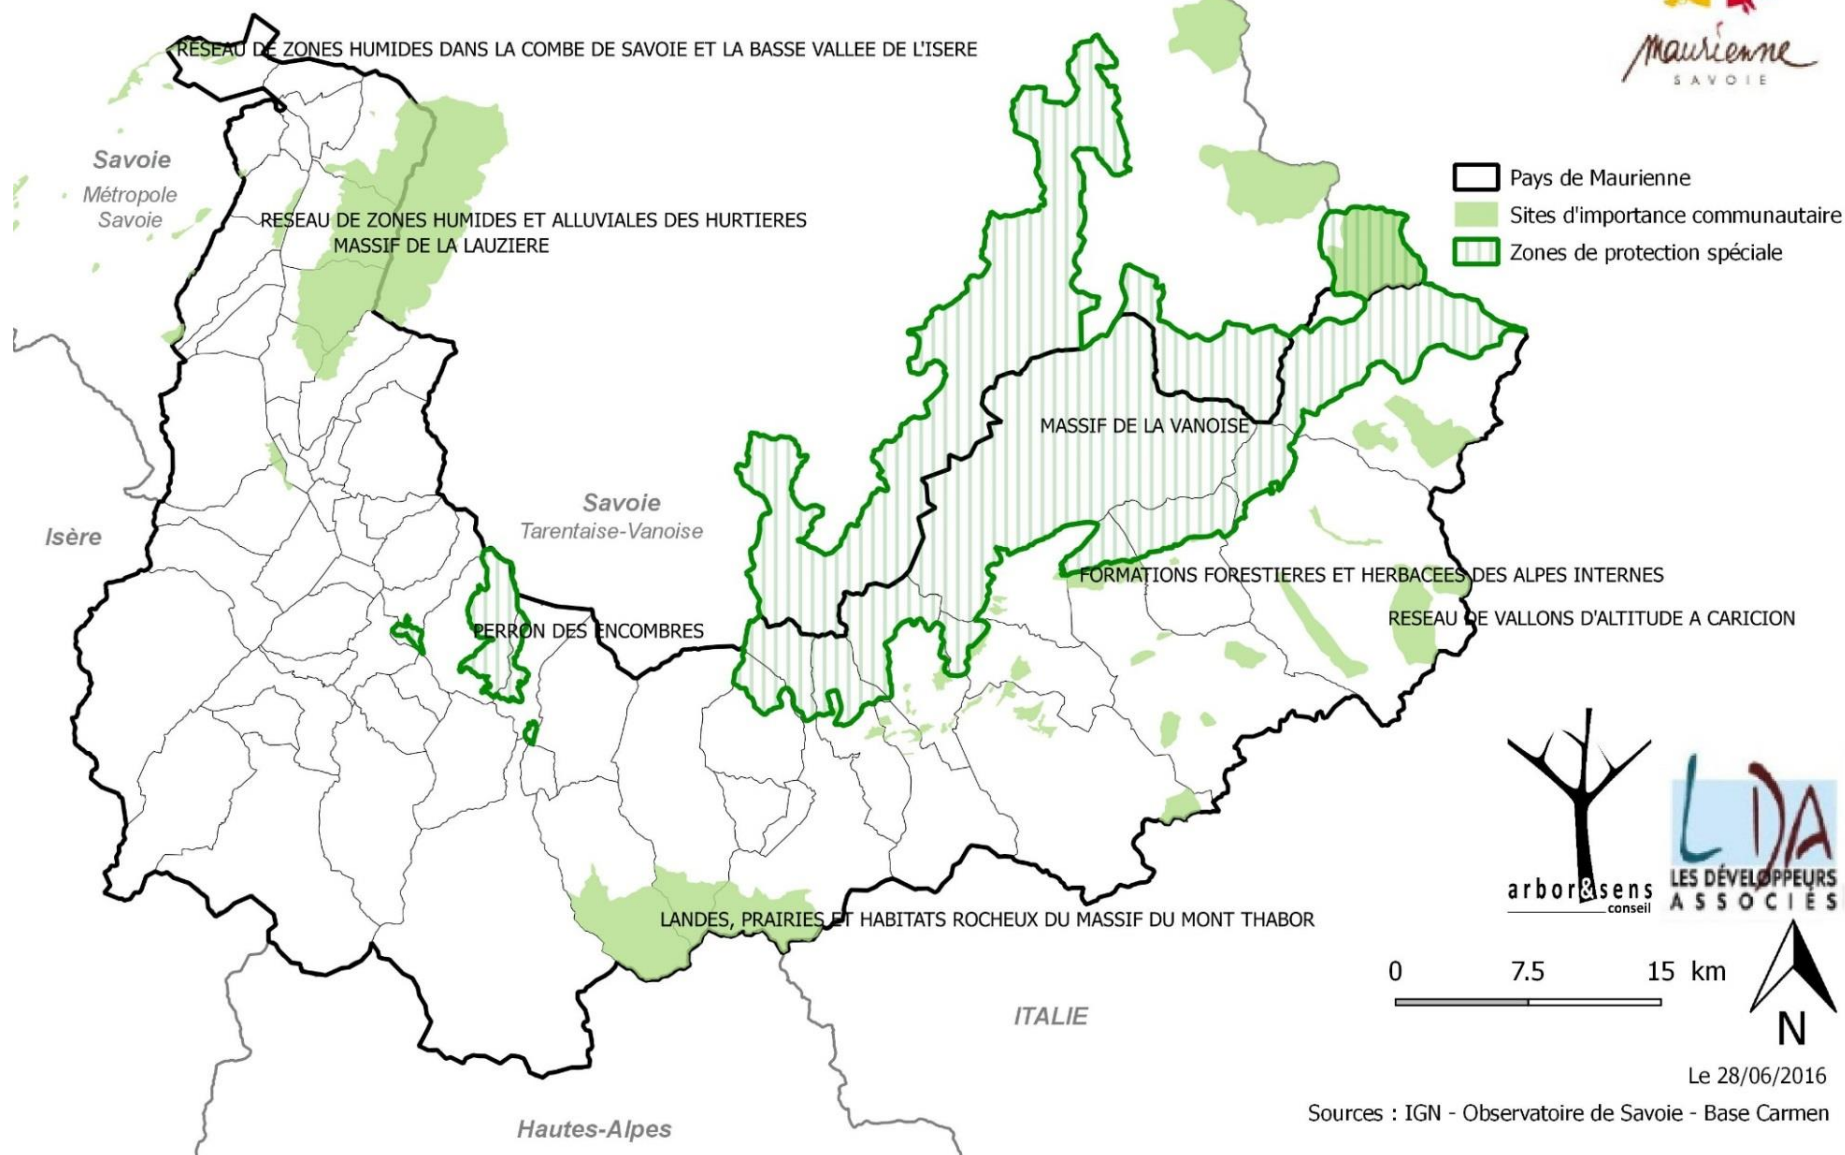 RESEAU DE ZONES HUMIDES DANS LA COMBE DE SAVOIE ET LA BASSE VALLEE DE L'ISERE
Maurienne
SAVOIE
Savoie
Métropole
Savoie
Pays de Maurienne
Sites d'importance communautaire
Zones de protection spéciale
RESEAU DE ZONES HUMIDES ET ALLUVIALES DES HURTIERES
MASSIF DE LA LAUZIERE
MASSIF DE LA VANOISE
Savoie
Tarentaise-Vanoise
Isère
FORMATIONS FORESTIERES ET HERBACEES DES ALPES INTERNES
RESEAU DE VALLONS D'ALTITUDE A CARICION
PERRON DES ENCOMBRES
arbor&sens
conseil
LDA
LES DÉVELOPPEURS
ASSOCIÉS
LANDES, PRAIRIES ET HABITATS ROCHEUX DU MASSIF DU MONT THABOR
0 7.5 15 km
ITALIE
N
Le 28/06/2016
Sources : IGN - Observatoire de Savoie - Base Carmen
Hautes-Alpes